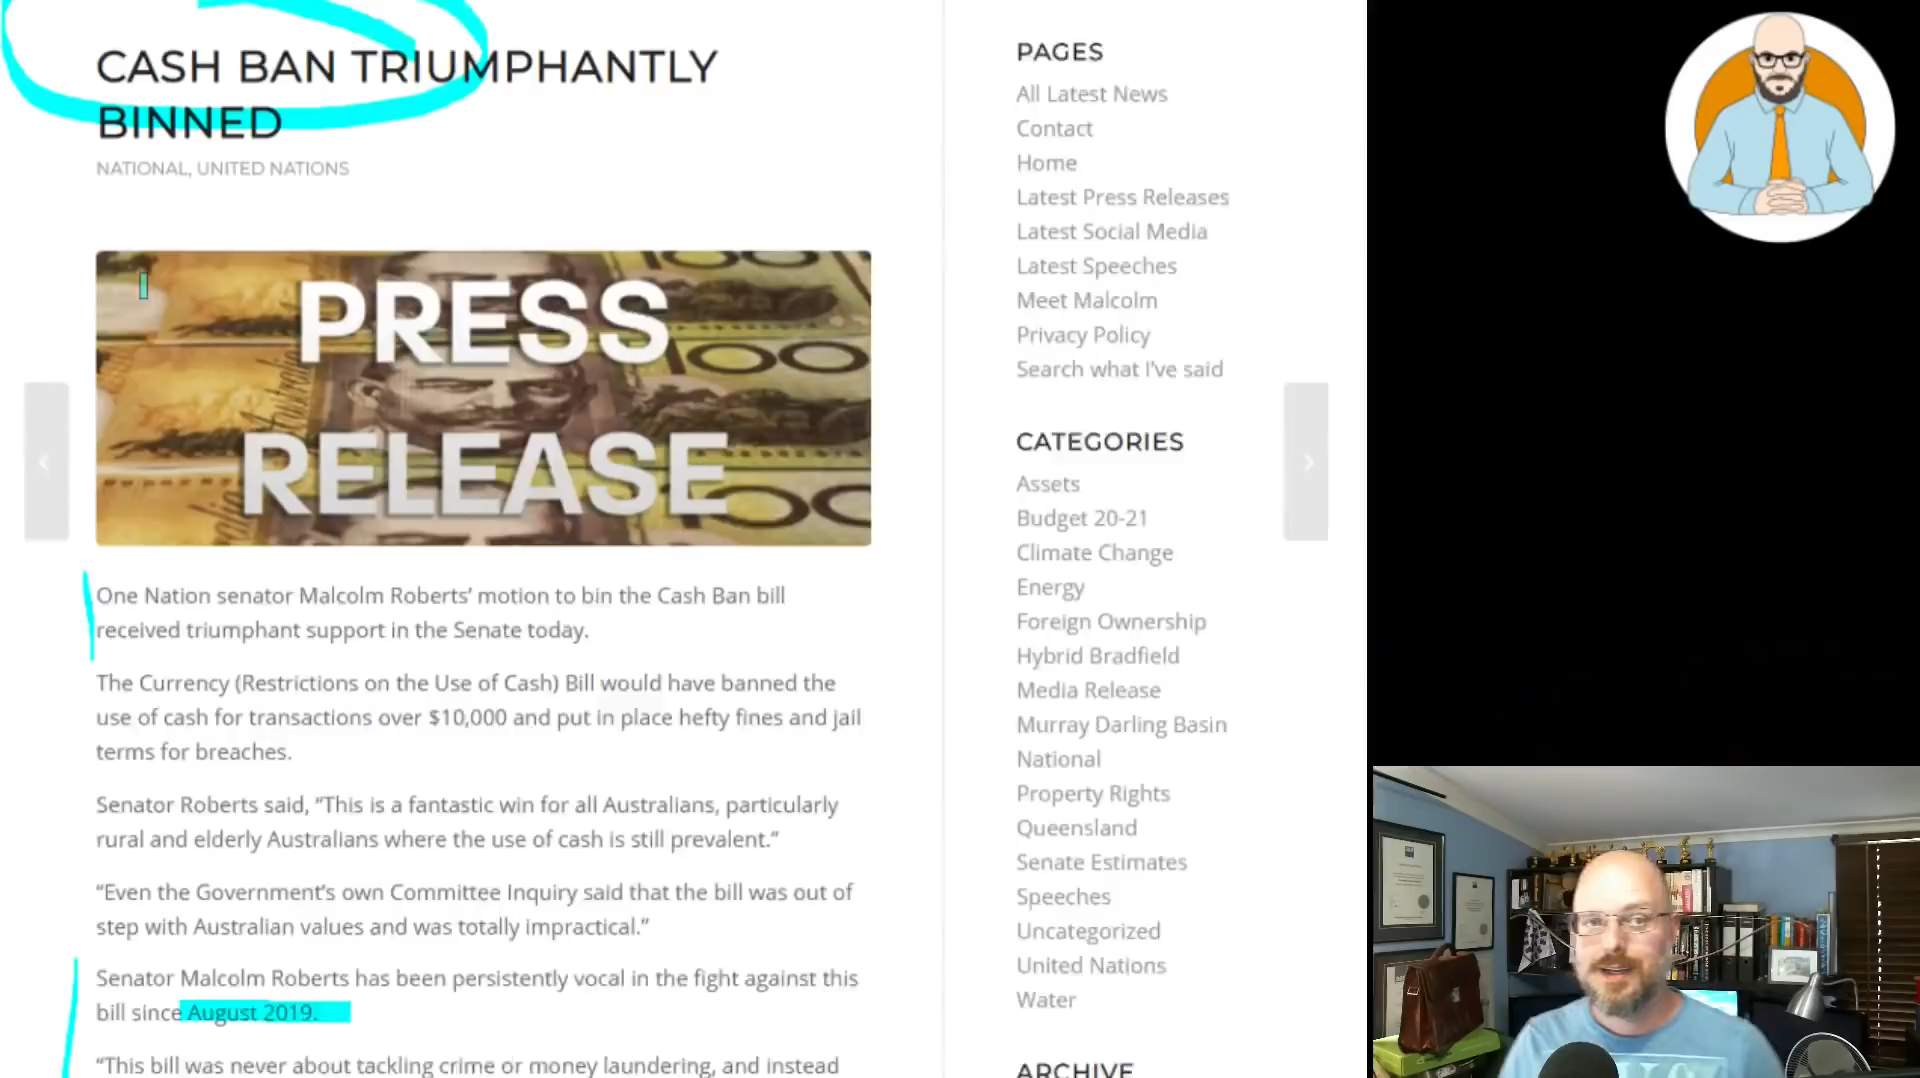 CASH BAN TRIUMPHANTLY
BINNED
NATIONAL, UNITED NATIONS
PRESS
RELEASE
One Nation senator Malcolm Roberts’ motion to bin the Cash Ban bill
received triumphant support in the Senate today.
The Currency (Restrictions on the Use of Cash) Bill would have banned the
use of cash for transactions over $10,000 and put in place hefty fines and jail
terms for breaches.
Senator Roberts said, “This is a fantastic win for all Australians, particularly
rural and elderly Australians where the use of cash is still prevalent.”
“Even the Government’s own Committee Inquiry said that the bill was out of
step with Australian values and was totally impractical.”
Senator Malcolm Roberts has been persistently vocal in the fight against this
bill since August 2019.
“This bill was never about tackling crime or money laundering, and instead
PAGES
All Latest News
Contact
Home
Latest Press Releases
Latest Social Media
Latest Speeches
Meet Malcolm
Privacy Policy
Search what I’ve said
CATEGORIES
Assets
Budget 20-21
Climate Change
Energy
Foreign Ownership
Hybrid Bradfield
Media Release
Murray Darling Basin
National
Property Rights
Queensland
Senate Estimates
Speeches
Uncategorized
United Nations
Water
ARCHIVE